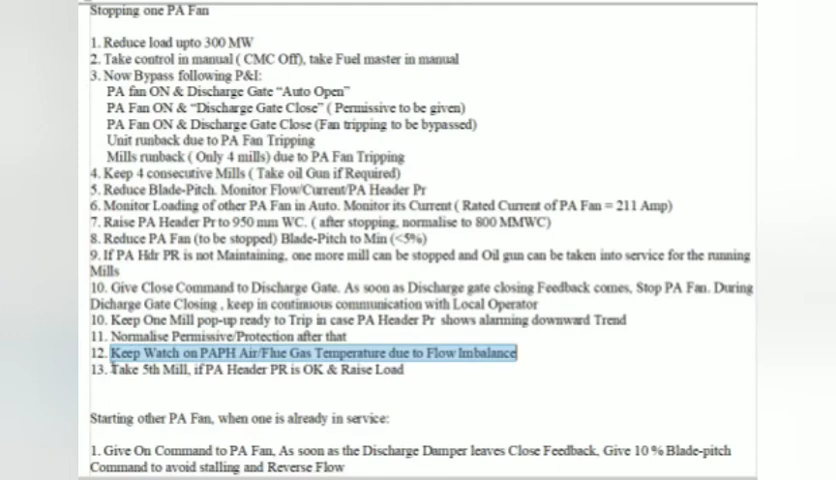 Stopping one PA Fan
1. Reduce load upto 300 MW
2. Take control in manual ( CMC Off), take Fuel master in manual
3. Now Bypass following P&I:
PA fan ON & Discharge Gate “Auto Open”
PA Fan ON & “Discharge Gate Close” ( Permissive to be given)
PA Fan ON & Discharge Gate Close (Fan tripping to be bypassed)
Unit runback due to PA Fan Tripping
Mills runback ( Only 4 mills) due to PA Fan Tripping
4. Keep 4 consecutive Mills ( Take oil Gun if Required)
5. Reduce Blade-Pitch. Monitor Flow/Current/PA Header Pr
6. Monitor Loading of other PA Fan in Auto. Monitor its Current ( Rated Current of PA Fan = 211 Amp)
7. Raise PA Header Pr to 950 mm WC. ( after stopping, normalise to 800 MMWC)
8. Reduce PA Fan (to be stopped) Blade-Pitch to Min (<5%)
9. If PA Hdr PR is not Maintaining, one more mill can be stopped and Oil gun can be taken into service for the running
Mills
10. Give Close Command to Discharge Gate. As soon as Discharge gate closing Feedback comes, Stop PA Fan. During
Dicharge Gate Closing , keep in continuous communication with Local Operator
10. Keep One Mill pop-up ready to Trip in case PA Header Pr shows alarming downward Trend
11. Normalise Permissive/Protection after that
12. Keep Watch on PAPH Air/Flue Gas Temperature due to Flow Imbalance
13. Take 5th Mill, if PA Header PR is OK & Raise Load
Starting other PA Fan, when one is already in service:
1. Give On Command to PA Fan, As soon as the Discharge Damper leaves Close Feedback, Give 10 % Blade-pitch
Command to avoid stalling and Reverse Flow